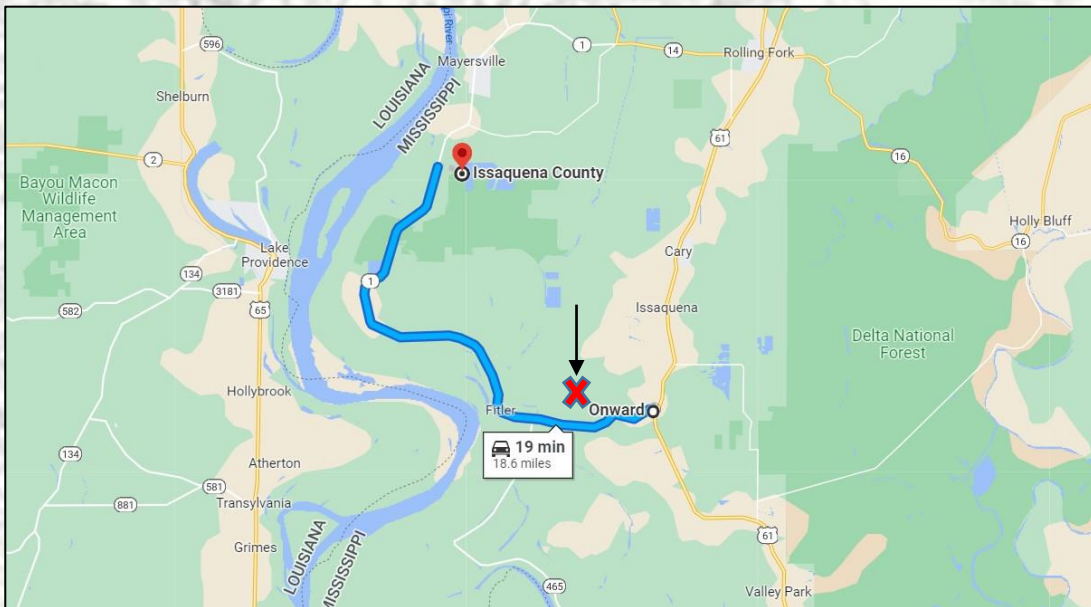 596
Mayersville
1
14
Rolling Fork
Shelburn
LOUISIANA
MISSISSIPPI
River
61
2
16
Issaquena County
Bayou Macon
Wildlife
Management
Area
Holly Bluff
16
Lake
Providence
Cary
134
1
3181
582
65
Issaquena
Delta National
Forest
Hollybrook
Onward
Fitler
19 min
18.6 miles
134
Atherton
581
Transylvania
881
LOUISIANA
MISSISSIPPI
Grimes
61
465
Valley Park